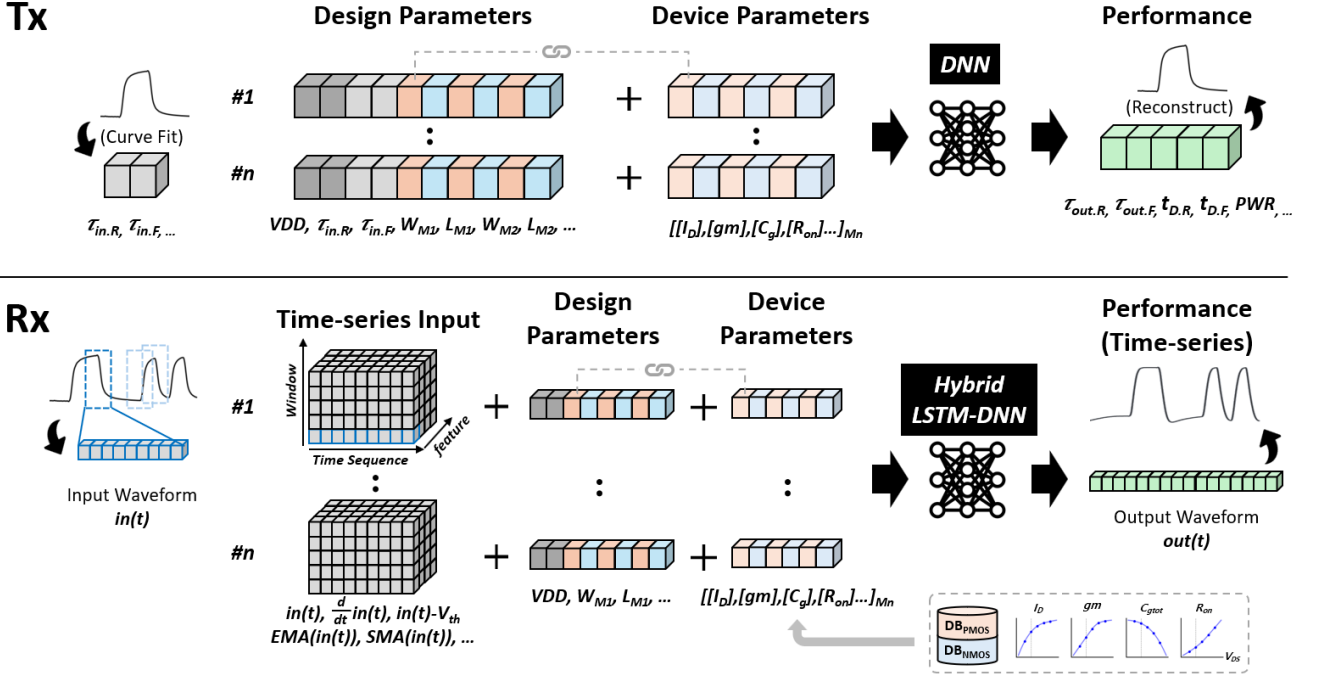 Tx
Design Parameters
Device Parameters
Performance
DNN
#1
+
(Curve Fit)
(Reconstruct)
:
:
#n
+
τin.R, τin.F, ...
VDD, τin.R, τin.F, WM1, LM1, WM2, LM2, ...
[[ID],[gm],[Cg],[Ron]...]Mn
τout.R, τout.F, tD.R, tD.F, PWR, ...
Rx
Time-series Input
Design
Parameters
Device
Parameters
Performance
(Time-series)
Window
#1
+
+
Hybrid
LSTM-DNN
feature
Time Sequence
Input Waveform
in(t)
:
:
:
Output Waveform
out(t)
#n
+
+
in(t), d/dt in(t), in(t)-Vth
EMA(in(t)), SMA(in(t)), ...
VDD, WM1, LM1, ...
[[ID],[gm],[Cg],[Ron]...]Mn
DBPMOS
DBNMOS
ID
gm
Cgtot
Ron
VDS